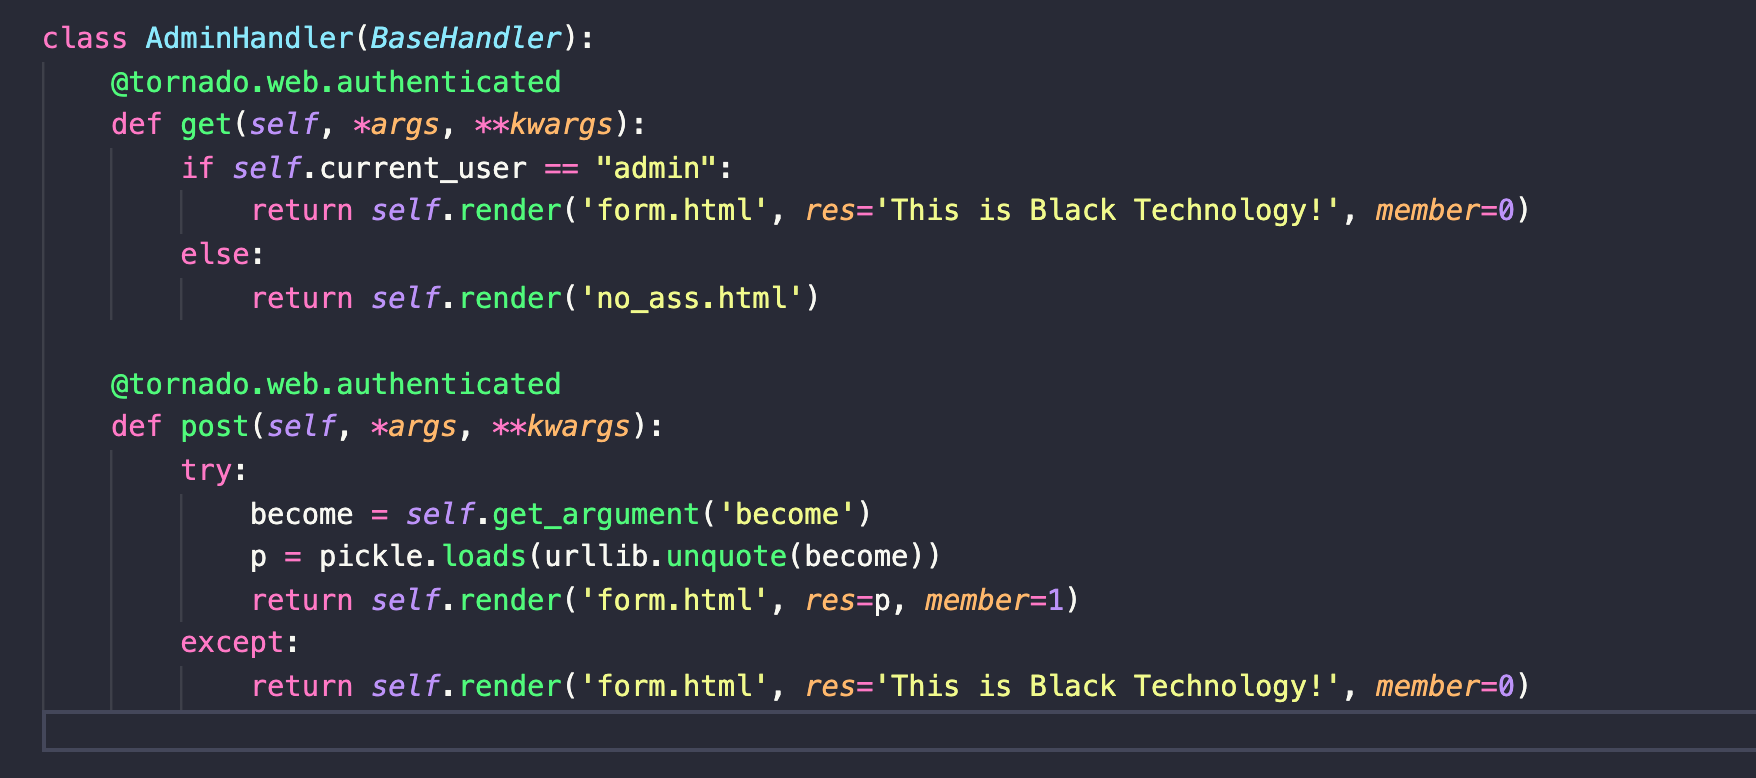 class AdminHandler(BaseHandler):
    @tornado.web.authenticated
    def get(self, *args, **kwargs):
        if self.current_user == "admin":
            return self.render('form.html', res='This is Black Technology!', member=0)
        else:
            return self.render('no_ass.html')

    @tornado.web.authenticated
    def post(self, *args, **kwargs):
        try:
            become = self.get_argument('become')
            p = pickle.loads(urllib.unquote(become))
            return self.render('form.html', res=p, member=1)
        except:
            return self.render('form.html', res='This is Black Technology!', member=0)